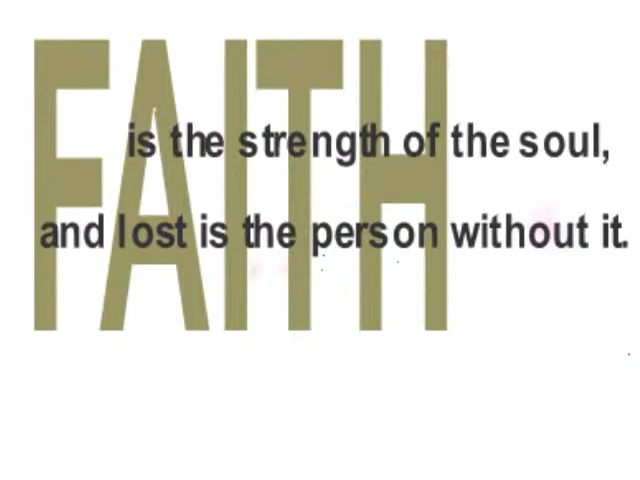 FAITH
is the strength of the soul,
and lost is the person without it.